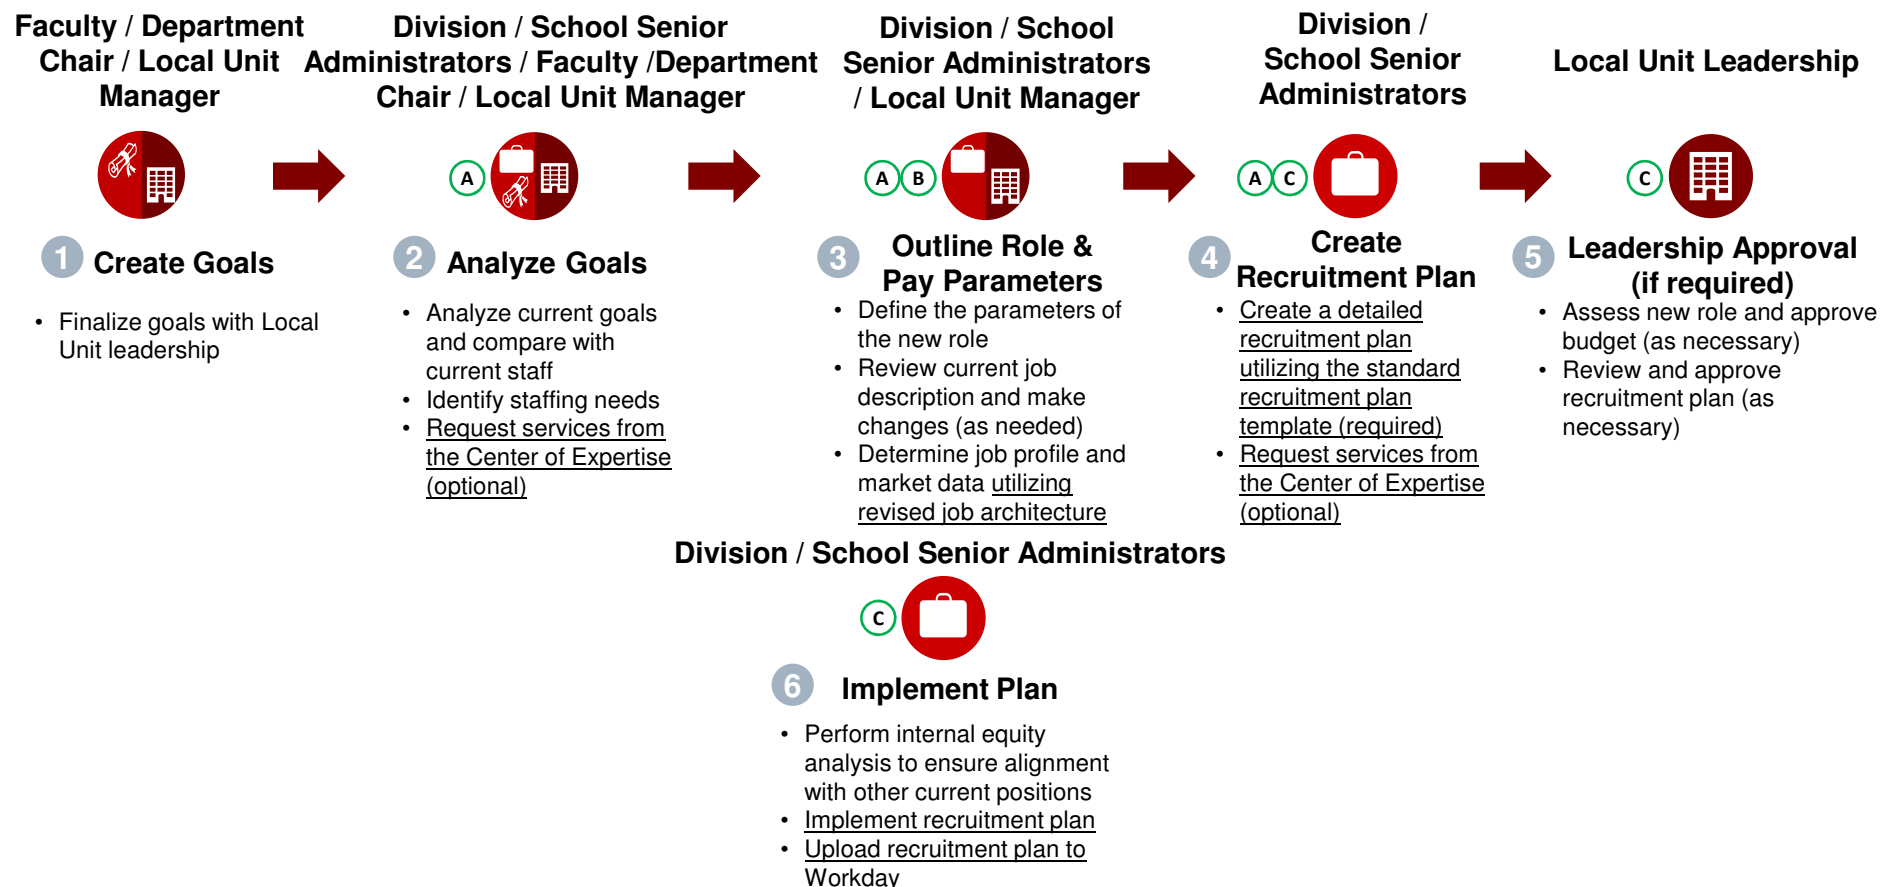 Faculty / Department
Chair / Local Unit
Manager
Division / School Senior
Administrators / Faculty /Department
Chair / Local Unit Manager
Division / School
Senior Administrators
/ Local Unit Manager
Division /
School Senior
Administrators
Local Unit Leadership
A
A B
A C
C
1 Create Goals
• Finalize goals with Local
Unit leadership
2 Analyze Goals
• Analyze current goals
and compare with
current staff
• Identify staffing needs
• Request services from
the Center of Expertise
(optional)
3 Outline Role &
Pay Parameters
• Define the parameters of
the new role
• Review current job
description and make
changes (as needed)
• Determine job profile and
market data utilizing
revised job architecture
4 Create
Recruitment Plan
• Create a detailed
recruitment plan
utilizing the standard
recruitment plan
template (required)
• Request services from
the Center of Expertise
(optional)
5 Leadership Approval
(if required)
• Assess new role and approve
budget (as necessary)
• Review and approve
recruitment plan (as
necessary)
Division / School Senior Administrators
C
6 Implement Plan
• Perform internal equity
analysis to ensure alignment
with other current positions
• Implement recruitment plan
• Upload recruitment plan to
Workday